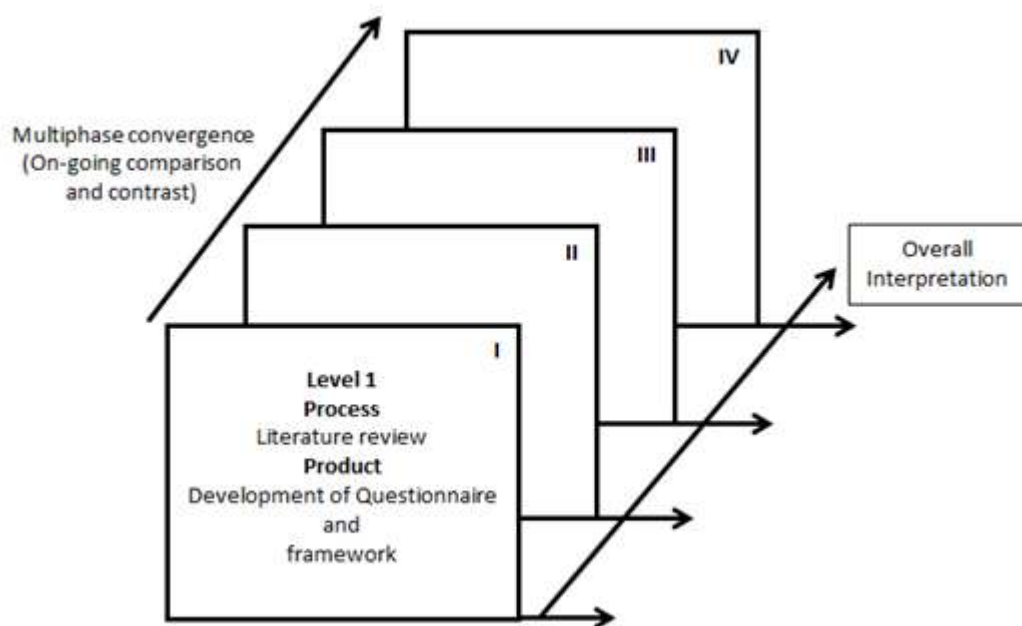 IV
Multiphase convergence
(On-going comparison
and contrast)
III
II
Overall
Interpretation
I
Level 1
Process
Literature review
Product
Development of Questionnaire
and
framework